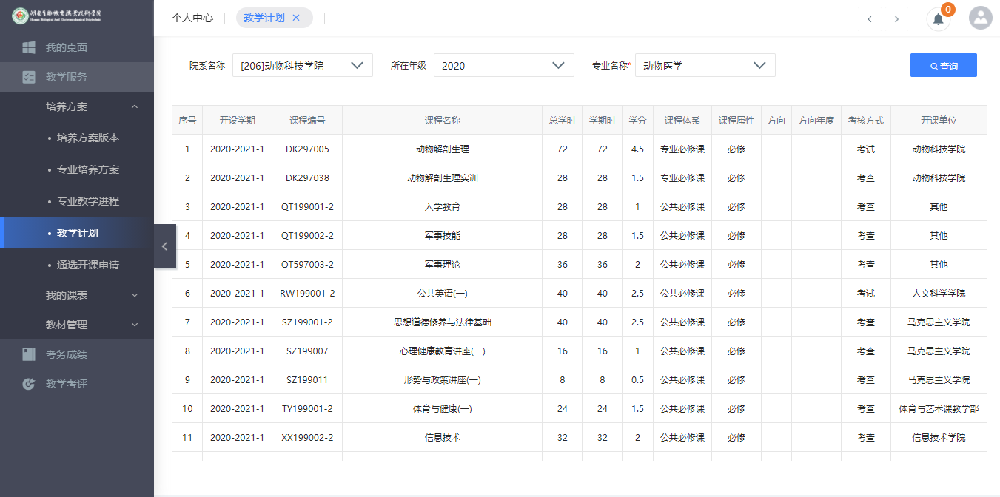 湖南生物机电职业技术学院
Hunan Biological And Electromechanical Polytechnic
个人中心 教学计划 ×
0
我的桌面
教学服务
培养方案
• 培养方案版本
• 专业培养方案
• 专业教学进程
• 教学计划
• 通选开课申请
我的课表
教材管理
考务成绩
教学考评
院系名称 [206]动物科技学院 所在年级 2020 专业名称* 动物医学 查询
序号 开设学期 课程编号 课程名称 总学时 学期时 学分 课程体系 课程属性 方向 方向年度 考核方式 开课单位
1 2020-2021-1 DK297005 动物解剖生理 72 72 4.5 专业必修课 必修 考试 动物科技学院
2 2020-2021-1 DK297038 动物解剖生理实训 28 28 1.5 专业必修课 必修 考查 动物科技学院
3 2020-2021-1 QT199001-2 入学教育 28 28 1 公共必修课 必修 考查 其他
4 2020-2021-1 QT199002-2 军事技能 28 28 1.5 公共必修课 必修 考查 其他
5 2020-2021-1 QT597003-2 军事理论 36 36 2 公共必修课 必修 考查 其他
6 2020-2021-1 RW199001-2 公共英语(一) 40 40 2.5 公共必修课 必修 考试 人文科学学院
7 2020-2021-1 SZ199001-2 思想道德修养与法律基础 40 40 2.5 公共必修课 必修 考查 马克思主义学院
8 2020-2021-1 SZ199007 心理健康教育讲座(一) 16 16 1 公共必修课 必修 考查 马克思主义学院
9 2020-2021-1 SZ199011 形势与政策讲座(一) 8 8 0.5 公共必修课 必修 考查 马克思主义学院
10 2020-2021-1 TY199001-2 体育与健康(一) 24 24 1.5 公共必修课 必修 考查 体育与艺术课教学部
11 2020-2021-1 XX199002-2 信息技术 32 32 2 公共必修课 必修 考查 信息技术学院